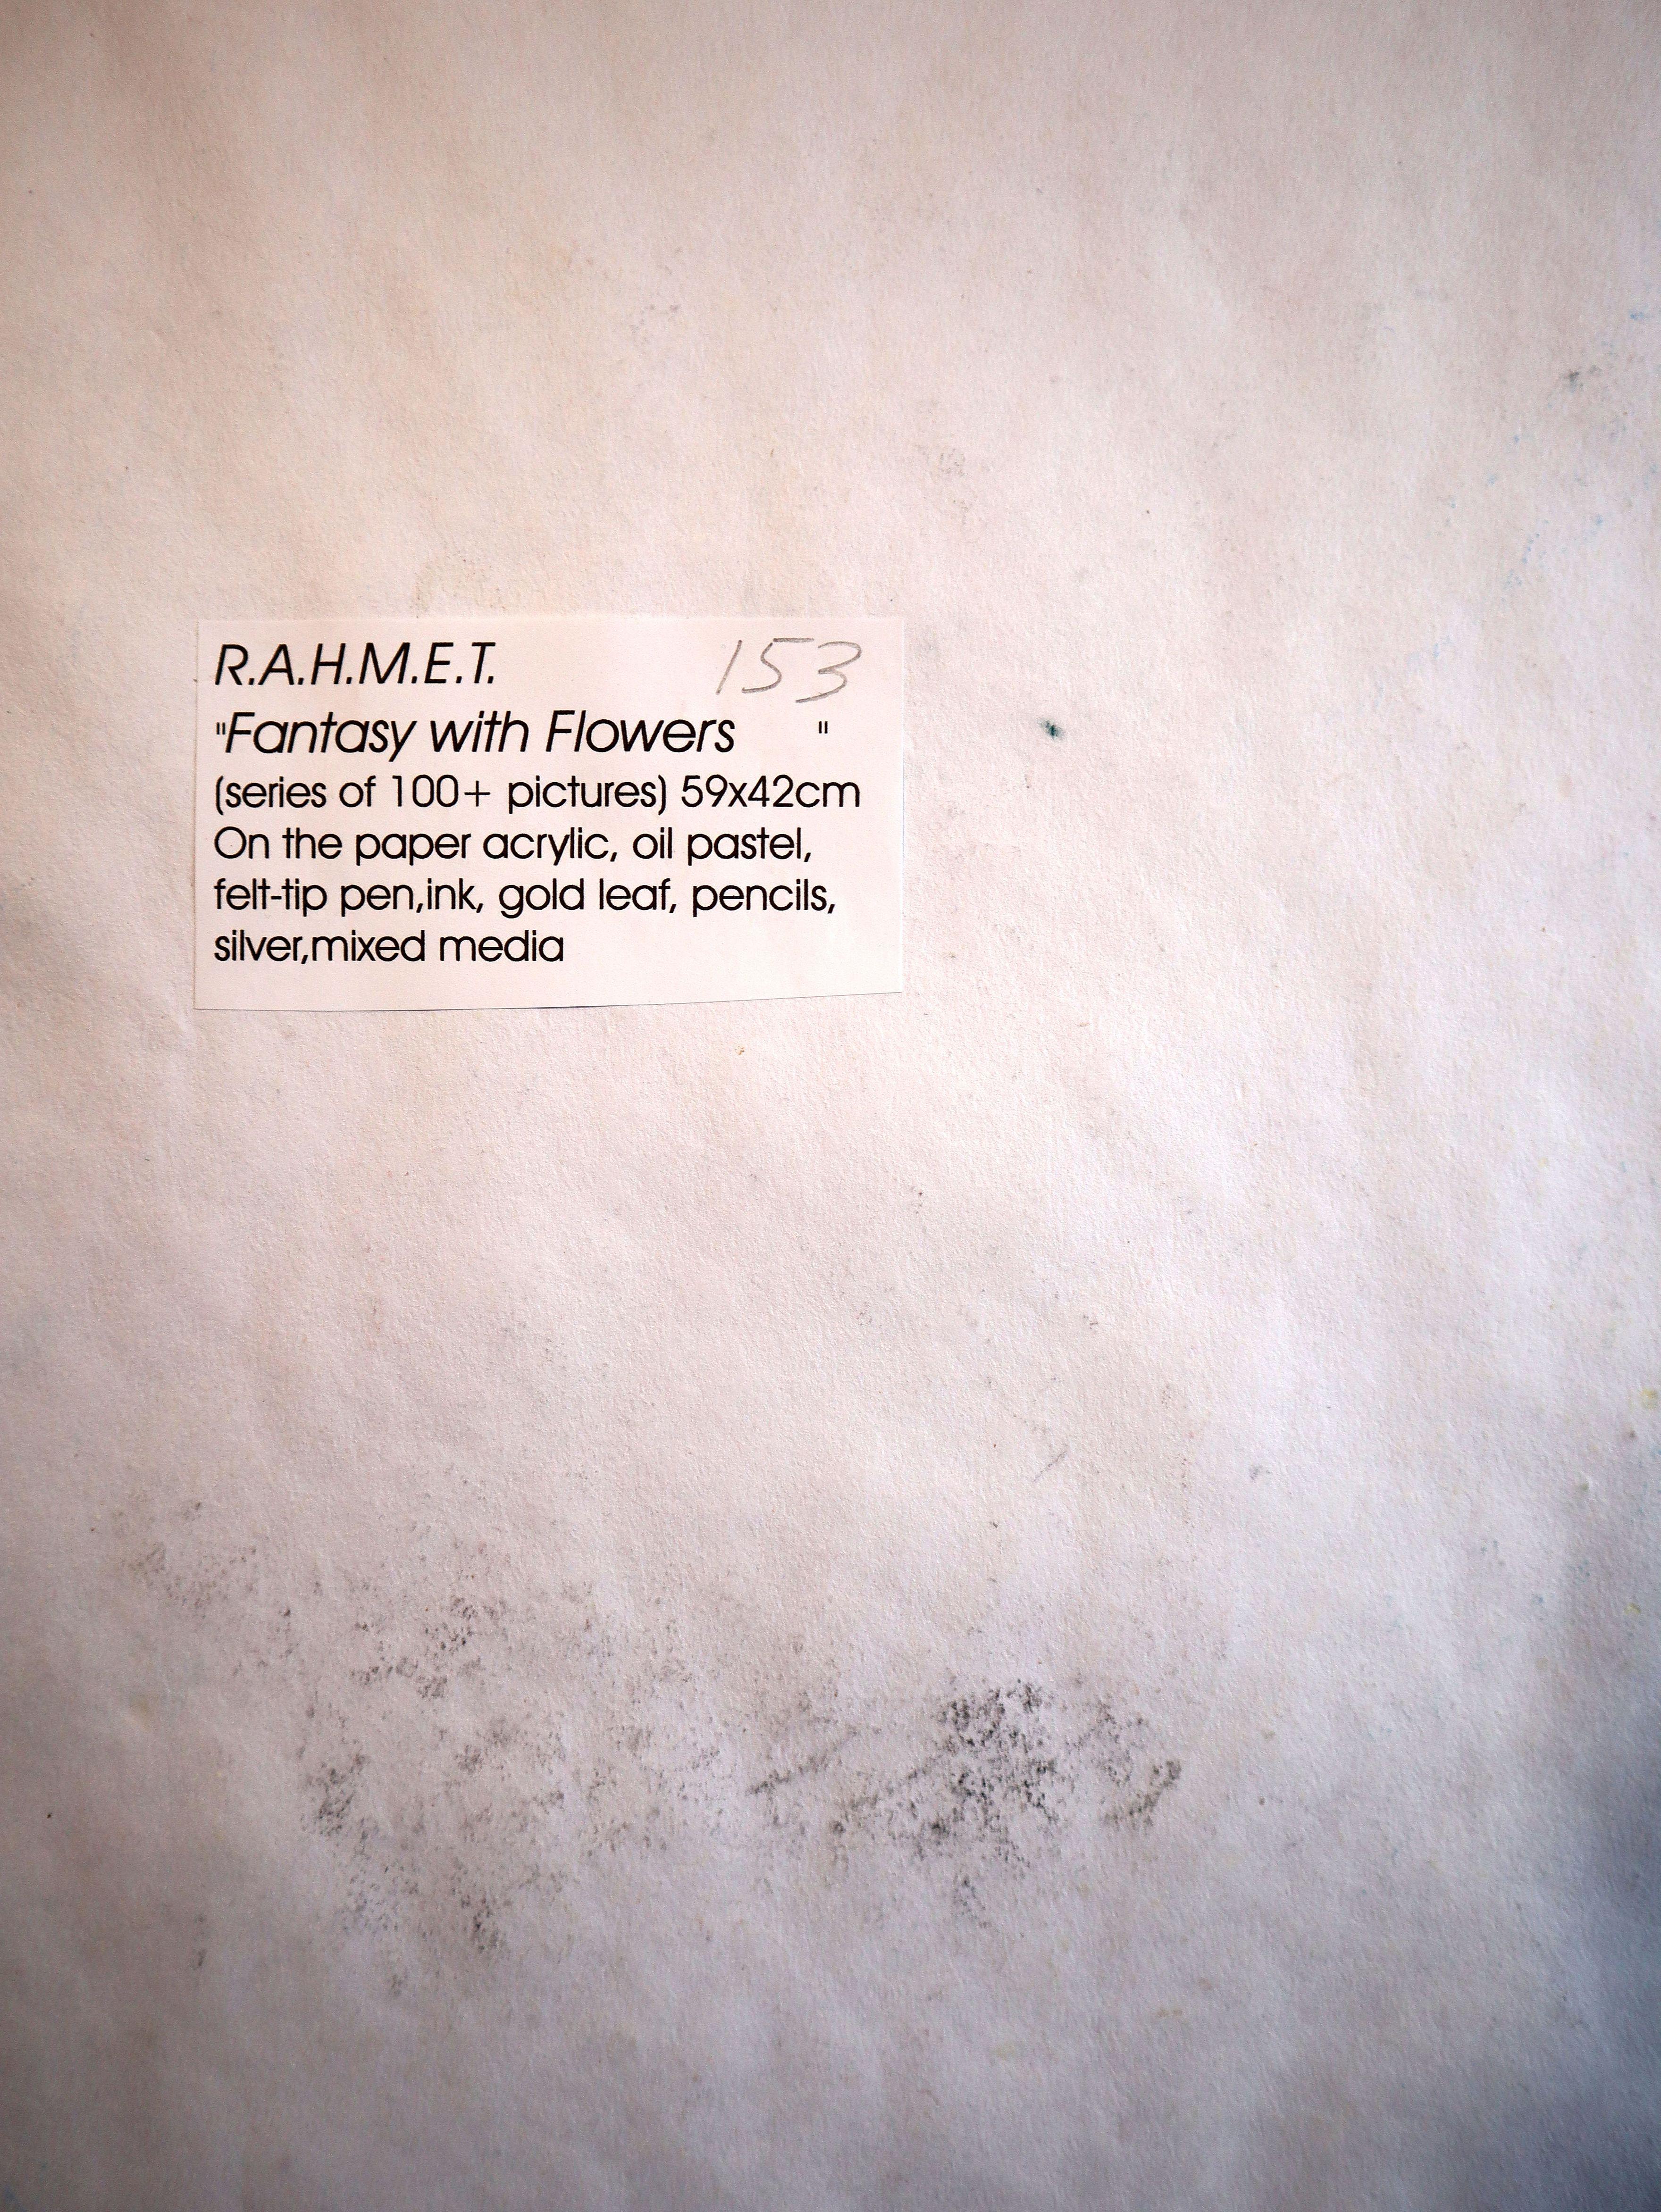 R.A.H.M.E.T. 153
"Fantasy with Flowers "
(series of 100+ pictures) 59x42cm
On the paper acrylic, oil pastel,
felt-tip pen,ink, gold leaf, pencils,
silver,mixed media